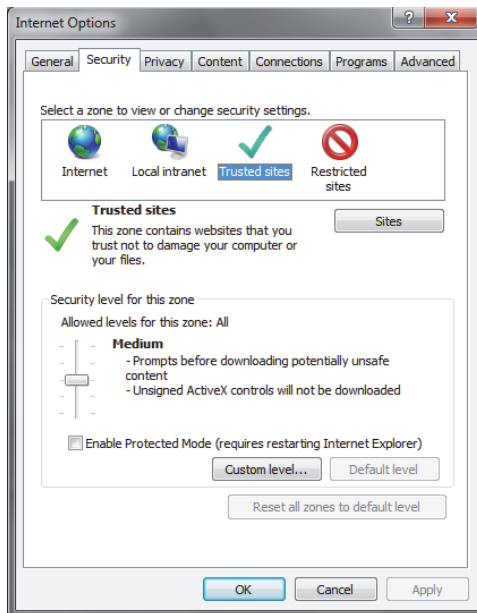 Internet Options
?
x
General Security Privacy Content Connections Programs Advanced
Select a zone to view or change security settings.
Internet Local intranet Trusted sites Restricted
sites
Trusted sites
Sites
This zone contains websites that you
trust not to damage your computer or
your files.
Security level for this zone
Allowed levels for this zone: All
Medium
- Prompts before downloading potentially unsafe
content
- Unsigned ActiveX controls will not be downloaded
Enable Protected Mode (requires restarting Internet Explorer)
Custom level... Default level
Reset all zones to default level
OK Cancel Apply